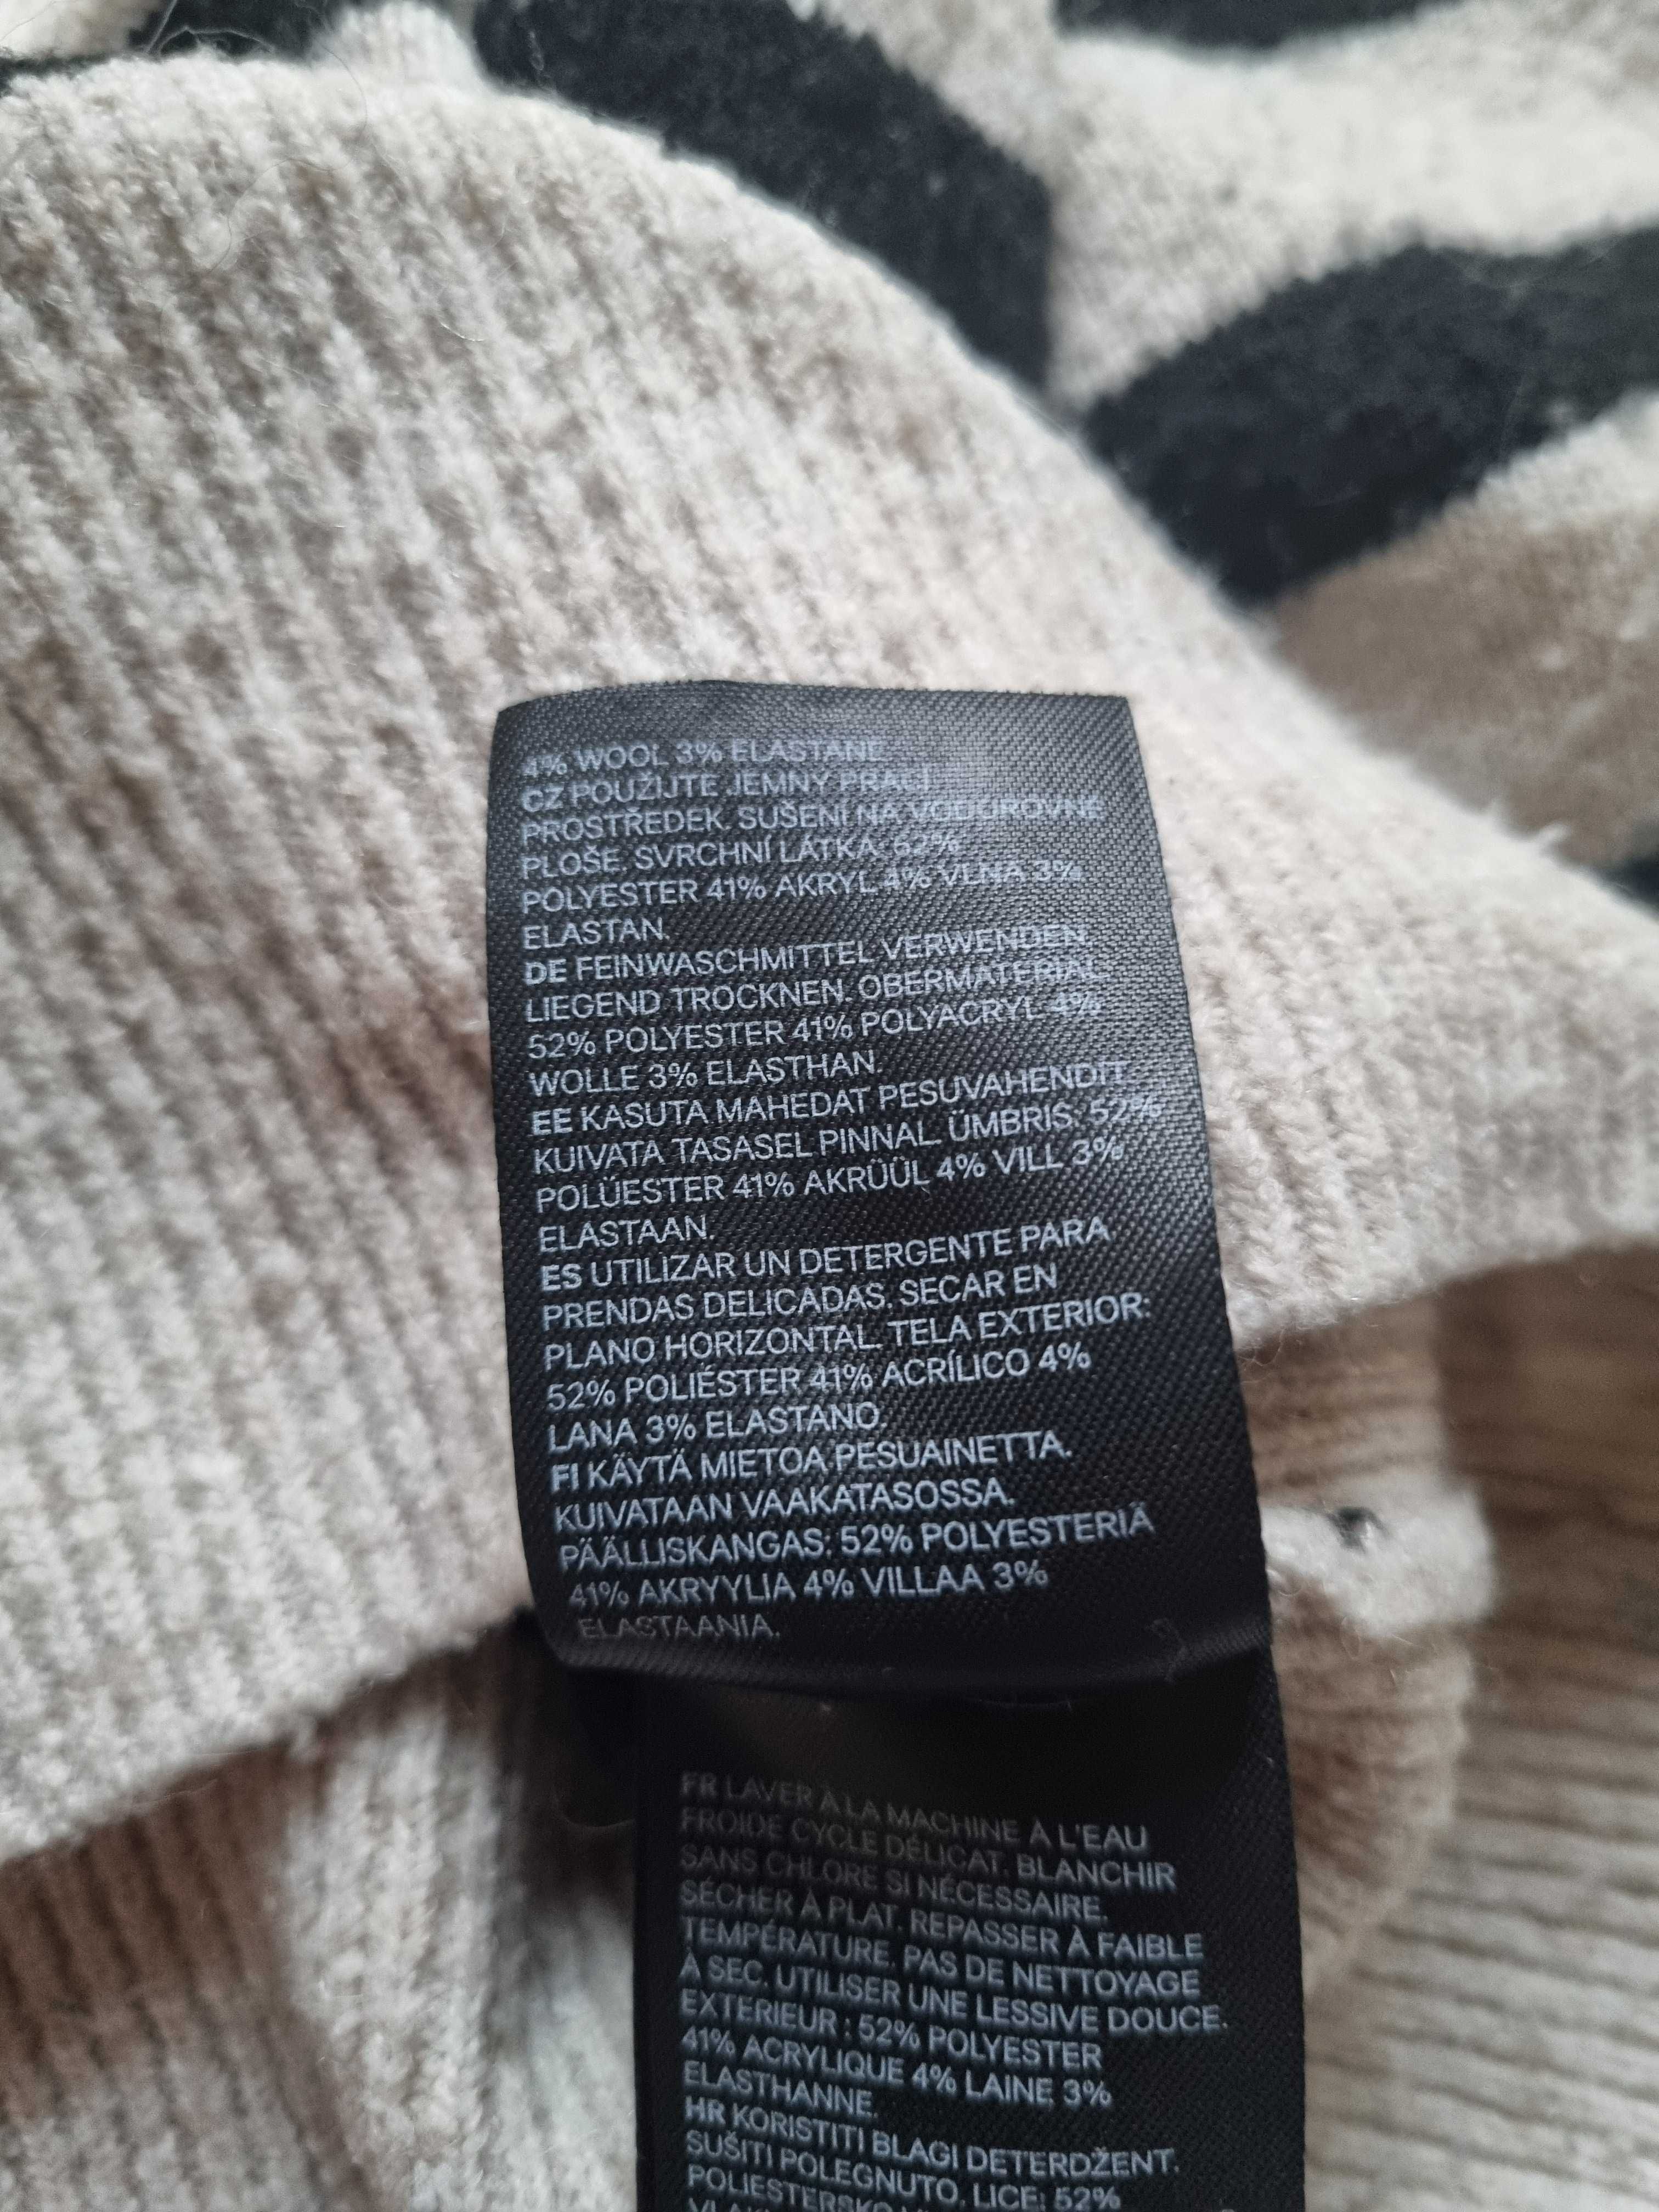 4% WOOL 3% ELASTANE.
CZ POUŽIJTE JEMNÝ PRACÍ
PROSTŘEDEK. SUŠENÍ NA VODOROVNÉ
PLOŠE. SVRCHNÍ LÁTKA: 52%
POLYESTER 41% AKRYL 4% VLNA 3%
ELASTAN.
DE FEINWASCHMITTEL VERWENDEN.
LIEGEND TROCKNEN. OBERMATERIAL:
52% POLYESTER 41% POLYACRYL 4%
WOLLE 3% ELASTHAN.
EE KASUTA MAHEDAT PESUVAHENDIT.
KUIVATA TASASEL PINNAL. ÜMBRIS: 52%
POLÜESTER 41% AKRÜÜL 4% VILL 3%
ELASTAAN.
ES UTILIZAR UN DETERGENTE PARA
PRENDAS DELICADAS. SECAR EN
PLANO HORIZONTAL. TELA EXTERIOR:
52% POLIÉSTER 41% ACRÍLICO 4%
LANA 3% ELASTANO.
FI KÄYTÄ MIETOA PESUAINETTA.
KUIVATAAN VAAKATASOSSA.
PÄÄLLISKANGAS: 52% POLYESTERIÄ
41% AKRYYLIA 4% VILLAA 3%
ELASTAANIA.
FR LAVER À LA MACHINE À L'EAU
FROIDE CYCLE DÉLICAT. BLANCHIR
SANS CHLORE SI NÉCESSAIRE.
SÉCHER À PLAT. REPASSER À FAIBLE
TEMPÉRATURE. PAS DE NETTOYAGE
À SEC. UTILISER UNE LESSIVE DOUCE.
EXTERIEUR : 52% POLYESTER
41% ACRYLIQUE 4% LAINE 3%
ELASTHANNE.
HR KORISTITI BLAGI DETERDŽENT.
SUŠITI POLEGNUTO. LICE: 52%